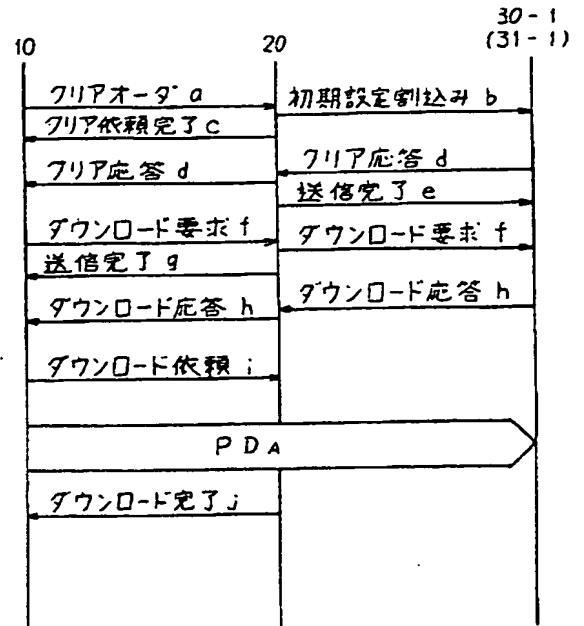 30-1
10
20
(31-1)
クリアオーダ a
初期設定割込み b
クリア依頼完了 c
クリア応答 d
クリア応答 d
送信完了 e
ダウンロード要求 f
ダウンロード要求 f
送信完了 g
ダウンロード応答 h
ダウンロード応答 h
ダウンロード依頼 i
PDA
ダウンロード完了 j